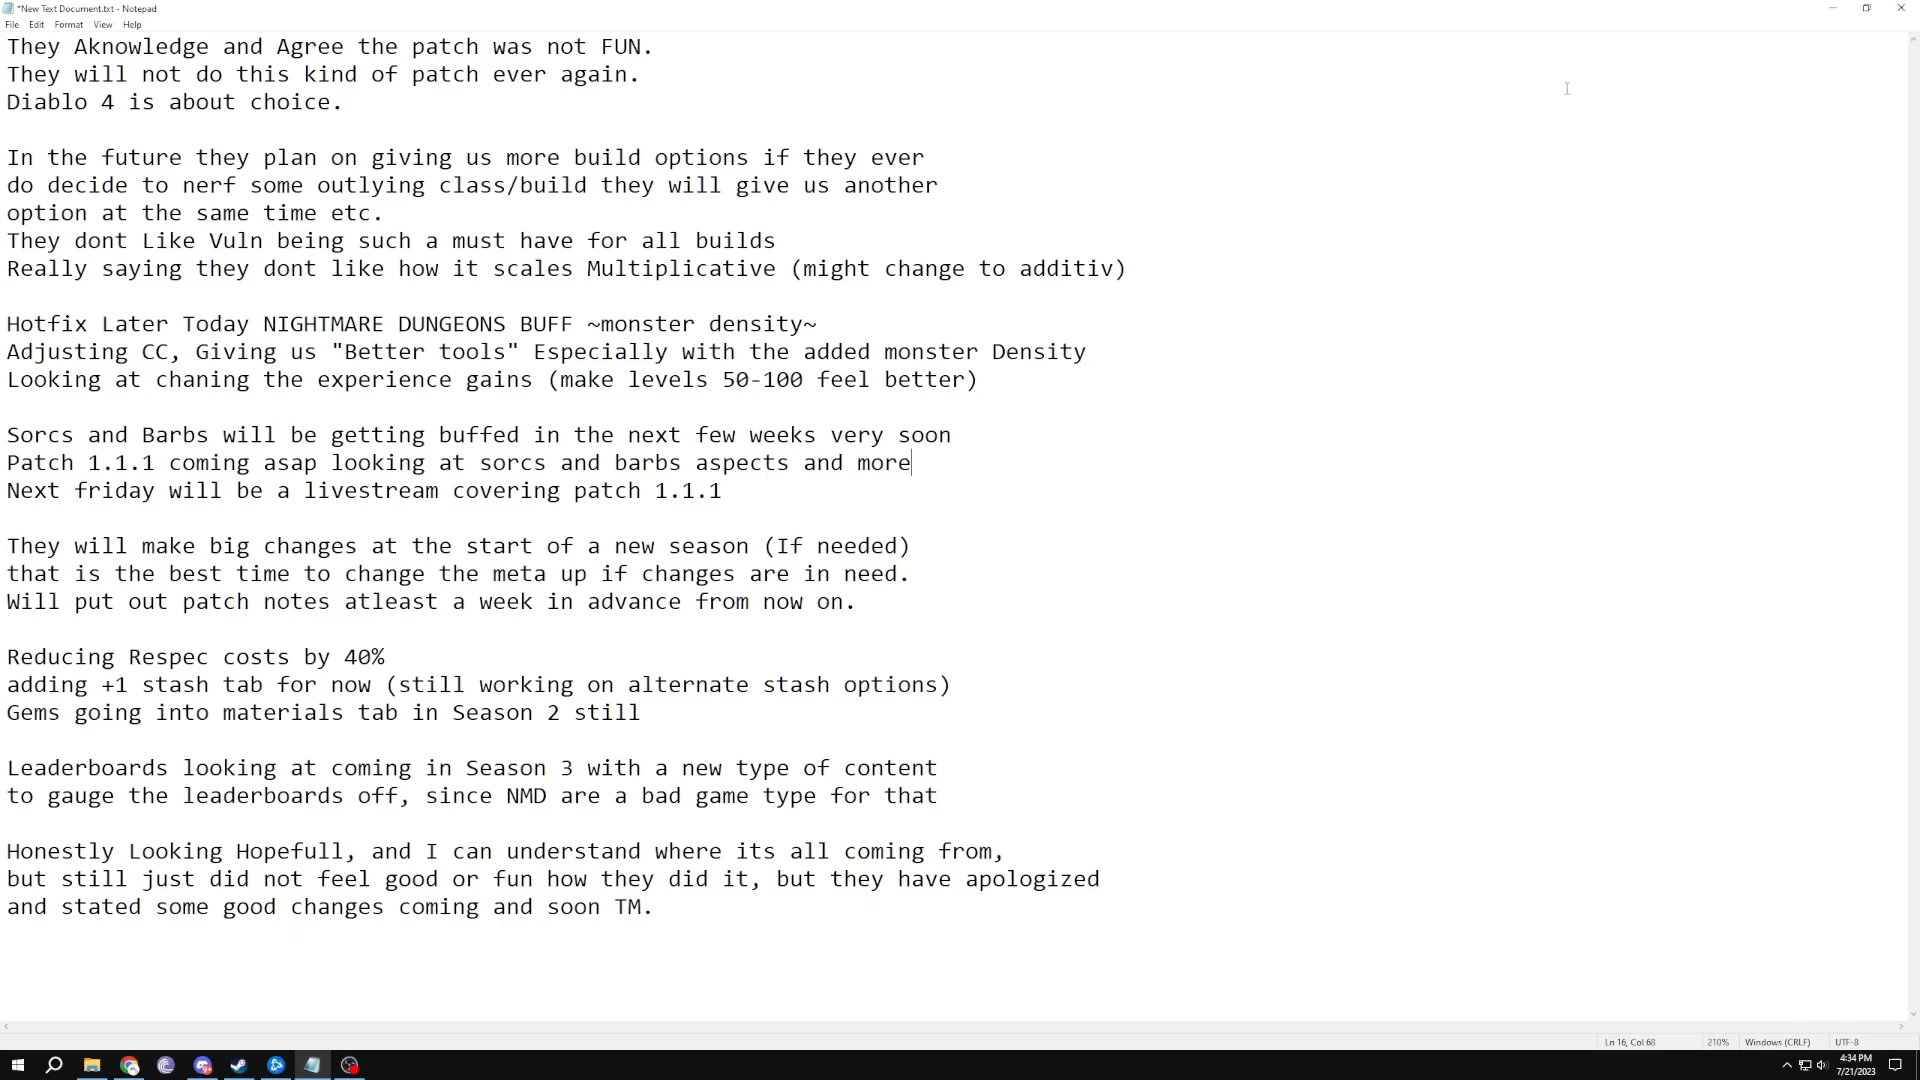 *New Text Document.txt - Notepad
File Edit Format View Help
They Aknowledge and Agree the patch was not FUN.
They will not do this kind of patch ever again.
Diablo 4 is about choice.
In the future they plan on giving us more build options if they ever
do decide to nerf some outlying class/build they will give us another
option at the same time etc.
They dont Like Vuln being such a must have for all builds
Really saying they dont like how it scales Multiplicative (might change to additiv)
Hotfix Later Today NIGHTMARE DUNGEONS BUFF ~monster density~
Adjusting CC, Giving us "Better tools" Especially with the added monster Density
Looking at chaning the experience gains (make levels 50-100 feel better)
Sorcs and Barbs will be getting buffed in the next few weeks very soon
Patch 1.1.1 coming asap looking at sorcs and barbs aspects and more
Next friday will be a livestream covering patch 1.1.1
They will make big changes at the start of a new season (If needed)
that is the best time to change the meta up if changes are in need.
Will put out patch notes atleast a week in advance from now on.
Reducing Respec costs by 40%
adding +1 stash tab for now (still working on alternate stash options)
Gems going into materials tab in Season 2 still
Leaderboards looking at coming in Season 3 with a new type of content
to gauge the leaderboards off, since NMD are a bad game type for that
Honestly Looking Hopefull, and I can understand where its all coming from,
but still just did not feel good or fun how they did it, but they have apologized
and stated some good changes coming and soon TM.
Ln 16, Col 68 210% Windows (CRLF) UTF-8
4:34 PM
7/21/2023